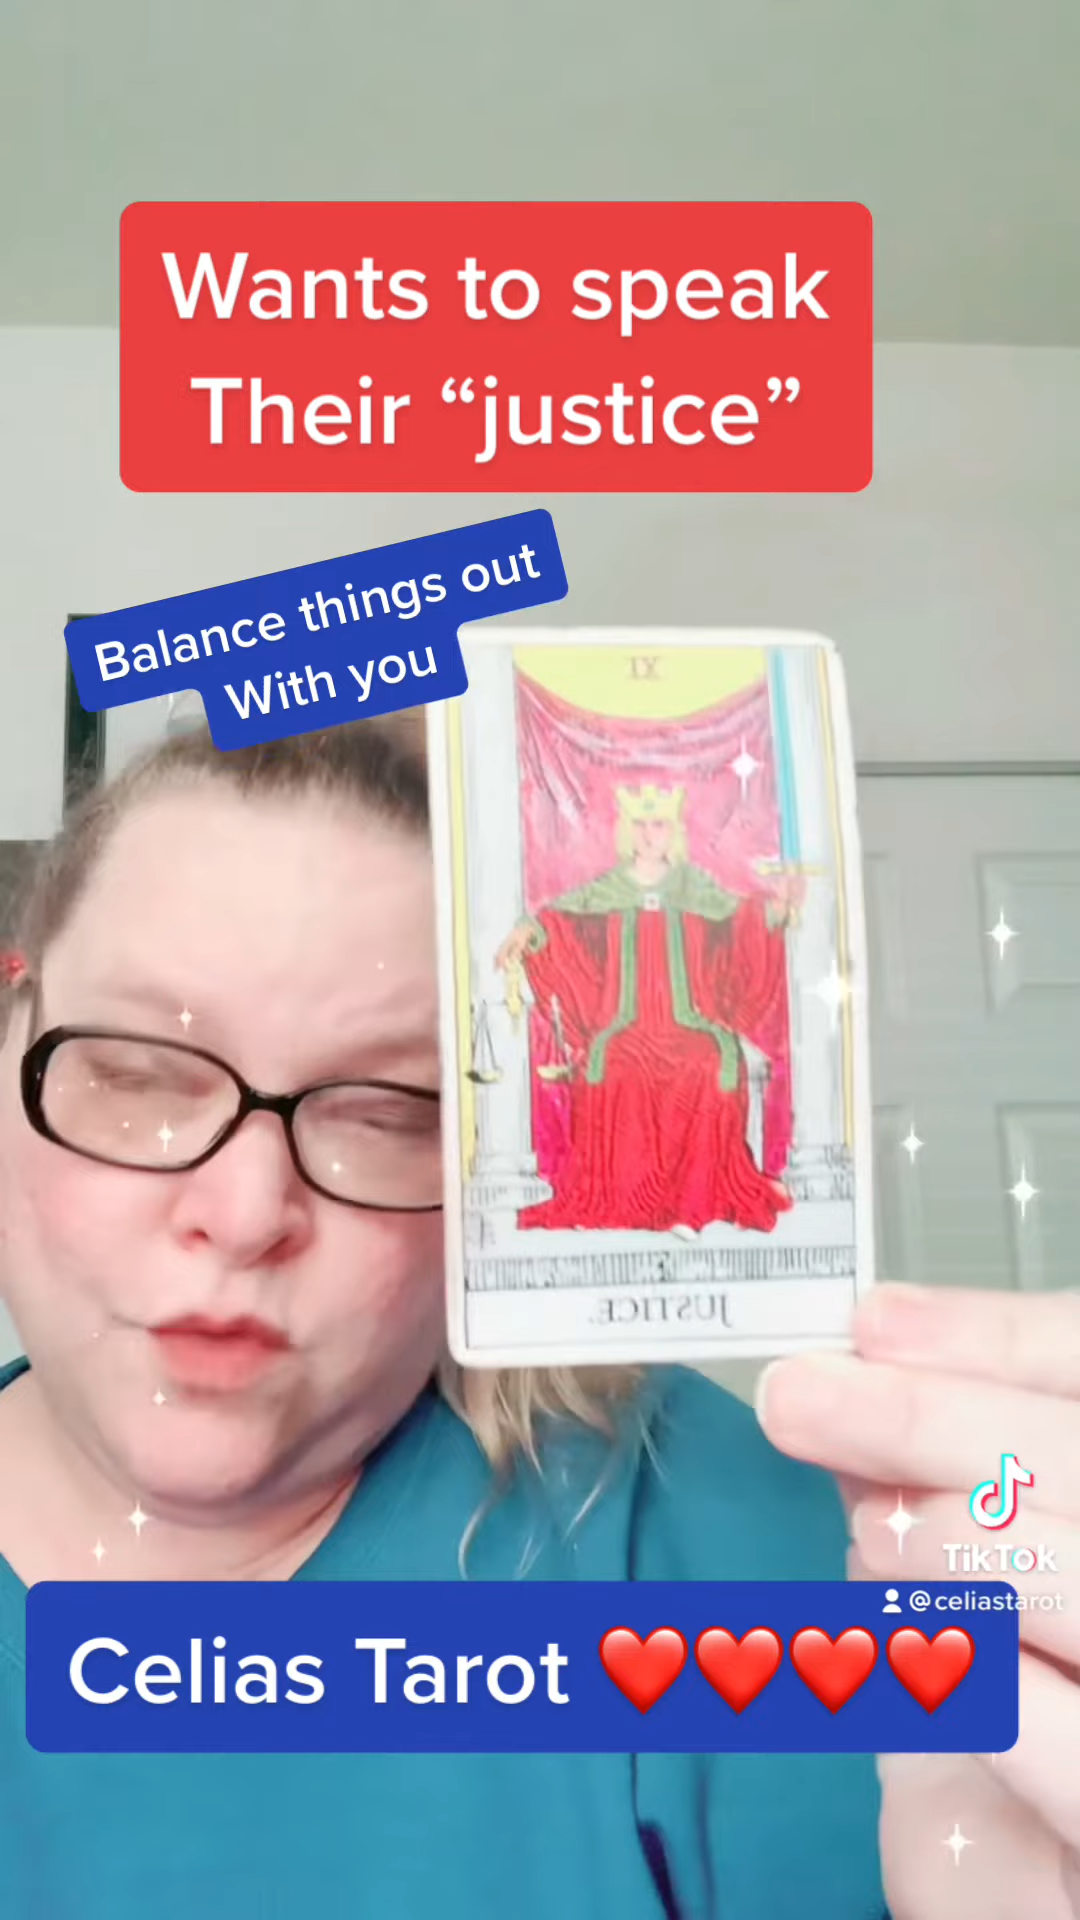 Wants to speak
Their “justice”
Balance things out
With you
XI
JUSTICE.
TikTok
@celiastarot
Celias Tarot ❤️❤️❤️❤️